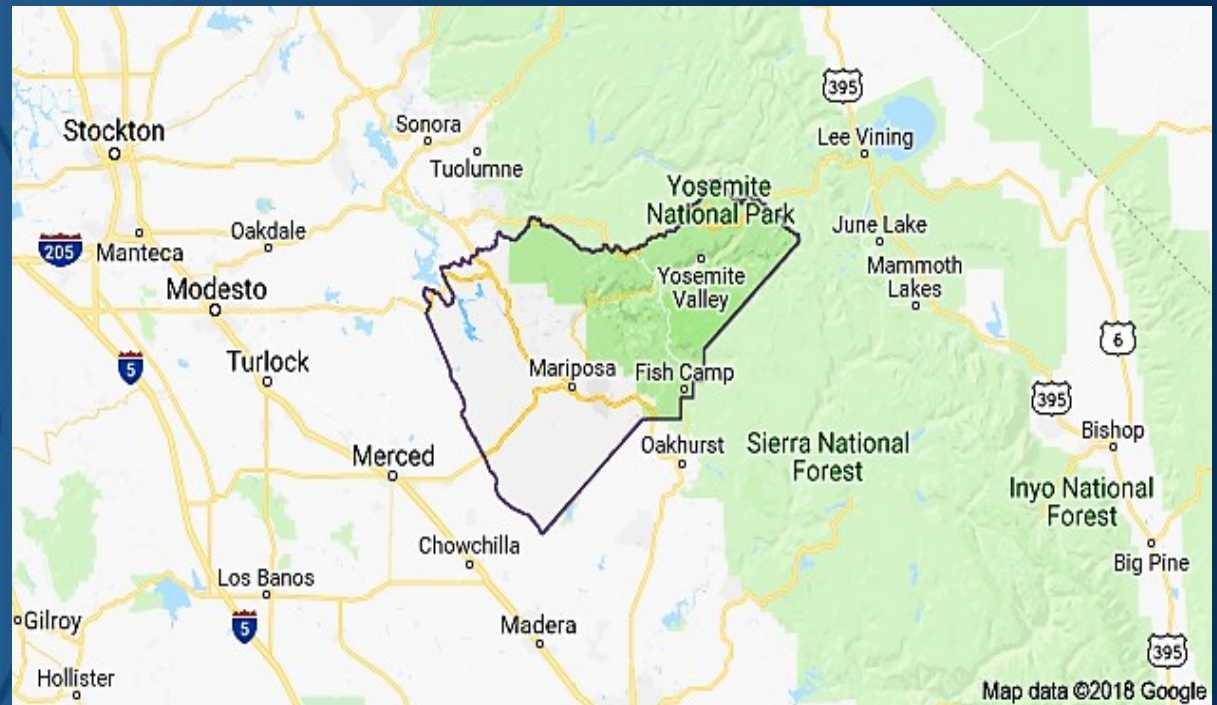 395
Stockton
Sonora
Lee Vining
Tuolumne
Yosemite
National Park
205
Manteca
Oakdale
June Lake
Yosemite
Valley
Mammoth
Lakes
Modesto
6
5
Turlock
Mariposa
Fish Camp
395
Merced
Oakhurst
Sierra National
Forest
Bishop
Inyo National
Forest
Chowchilla
Big Pine
Los Banos
Gilroy
5
Madera
395
Hollister
Map data ©2018 Google